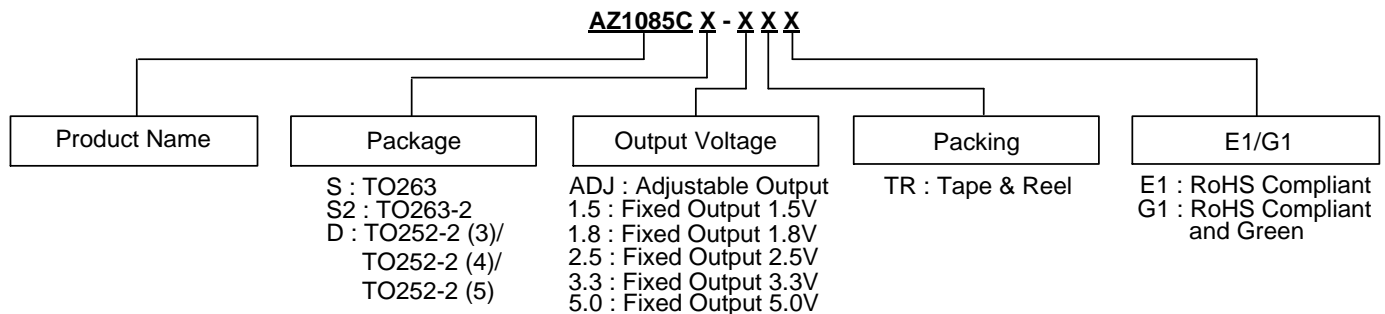 AZ1085C X - X X X
Product Name
Package
Output Voltage
Packing
E1/G1
S : TO263
S2 : TO263-2
D : TO252-2 (3)/
TO252-2 (4)/
TO252-2 (5)
ADJ : Adjustable Output
1.5 : Fixed Output 1.5V
1.8 : Fixed Output 1.8V
2.5 : Fixed Output 2.5V
3.3 : Fixed Output 3.3V
5.0 : Fixed Output 5.0V
TR : Tape & Reel
E1 : RoHS Compliant
G1 : RoHS Compliant
and Green